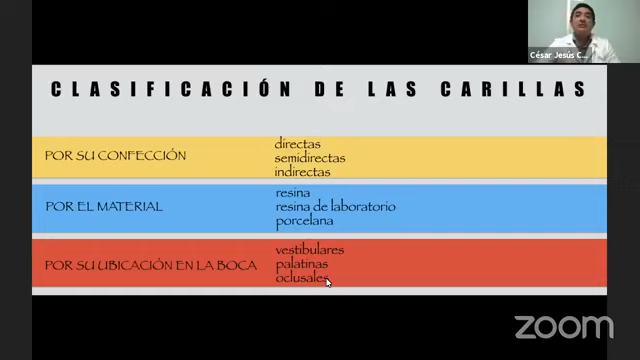 César Jesús C...
CLASIFICACIÓN DE LAS CARILLAS
POR SU CONFECCIÓN
directas
semidirectas
indirectas
POR EL MATERIAL
resina
resina de laboratorio
porcelana
POR SU UBICACIÓN EN LA BOCA
vestibulares
palatinas
oclusales
zoom